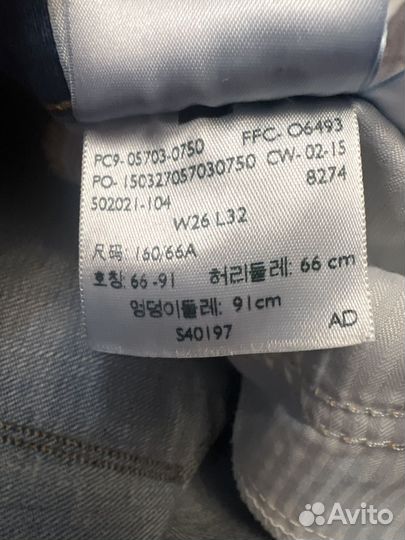 PC9- 05703-0750 FFC- O6493
PO- 150327057030750 CW- 02-15
502021-104 8274
W26 L32
尺码: 160/66A
호칭: 66 -91 허리둘레: 66 cm
엉덩이둘레: 91cm
S40197 AD
Avito